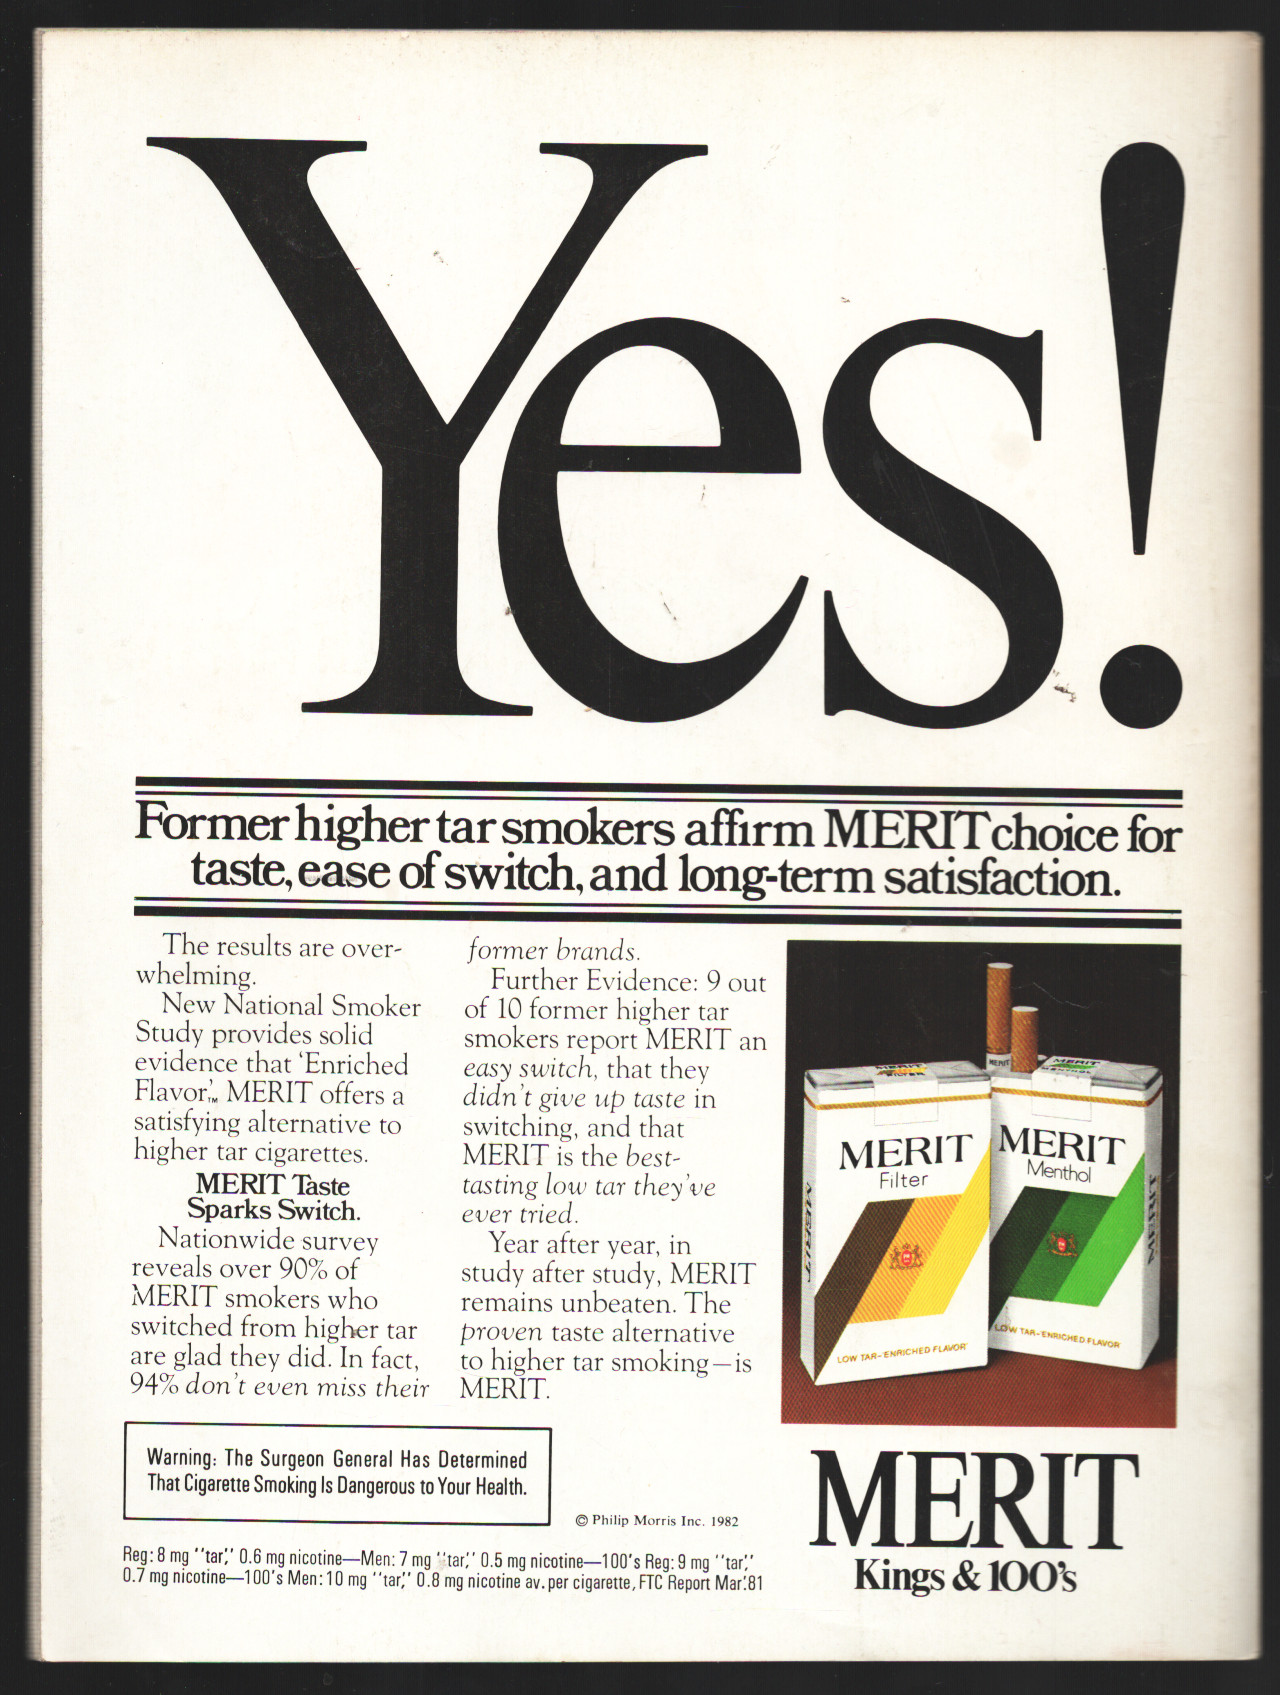 Yes!
Former higher tar smokers affirm MERIT choice for
taste, ease of switch, and long-term satisfaction.
The results are over-
whelming.
New National Smoker
Study provides solid
evidence that ‘Enriched
Flavor,’™ MERIT offers a
satisfying alternative to
higher tar cigarettes.
MERIT Taste
Sparks Switch.
Nationwide survey
reveals over 90% of
MERIT smokers who
switched from higher tar
are glad they did. In fact,
94% don't even miss their
former brands.
Further Evidence: 9 out
of 10 former higher tar
smokers report MERIT an
easy switch, that they
didn't give up taste in
switching, and that
MERIT is the best-
tasting low tar they've
ever tried.
Year after year, in
study after study, MERIT
remains unbeaten. The
proven taste alternative
to higher tar smoking—is
MERIT.
MERIT
MERIT
Filter
MERIT
LOW TAR-'ENRICHED FLAVOR'
MERIT
MERIT
Menthol
MERIT
LOW TAR-'ENRICHED FLAVOR'
Warning: The Surgeon General Has Determined
That Cigarette Smoking Is Dangerous to Your Health.
© Philip Morris Inc. 1982
Reg: 8 mg "tar," 0.6 mg nicotine—Men: 7 mg "tar," 0.5 mg nicotine—100's Reg: 9 mg "tar,"
0.7 mg nicotine—100's Men: 10 mg "tar," 0.8 mg nicotine av. per cigarette, FTC Report Mar.'81
MERIT
Kings & 100's